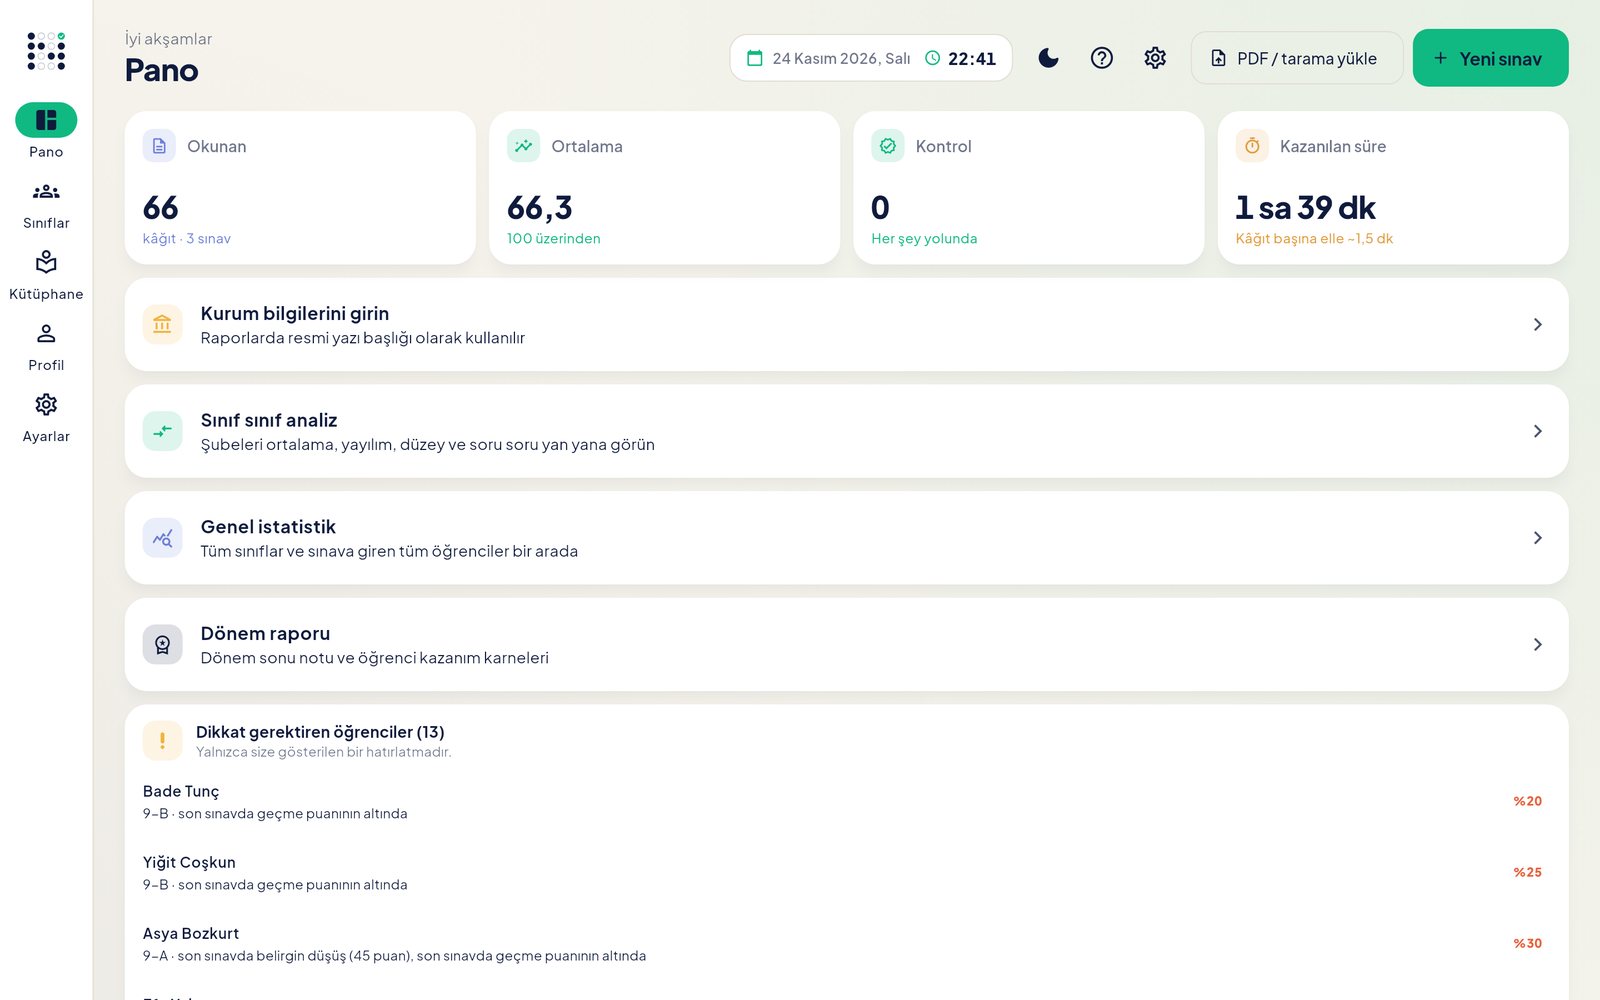 İyi akşamlar
Pano
24 Kasım 2026, Salı 22:41
PDF / tarama yükle
+ Yeni sınav
Pano
Sınıflar
Kütüphane
Profil
Ayarlar
Okunan
66
kâğıt · 3 sınav
Ortalama
66,3
100 üzerinden
Kontrol
0
Her şey yolunda
Kazanılan süre
1 sa 39 dk
Kâğıt başına elle ~1,5 dk
Kurum bilgilerini girin
Raporlarda resmi yazı başlığı olarak kullanılır
Sınıf sınıf analiz
Şubeleri ortalama, yayılım, düzey ve soru soru yan yana görün
Genel istatistik
Tüm sınıflar ve sınava giren tüm öğrenciler bir arada
Dönem raporu
Dönem sonu notu ve öğrenci kazanım karneleri
Dikkat gerektiren öğrenciler (13)
Yalnızca size gösterilen bir hatırlatmadır.
Bade Tunç
9-B · son sınavda geçme puanının altında
%20
Yiğit Coşkun
9-B · son sınavda geçme puanının altında
%25
Asya Bozkurt
9-A · son sınavda belirgin düşüş (45 puan), son sınavda geçme puanının altında
%30